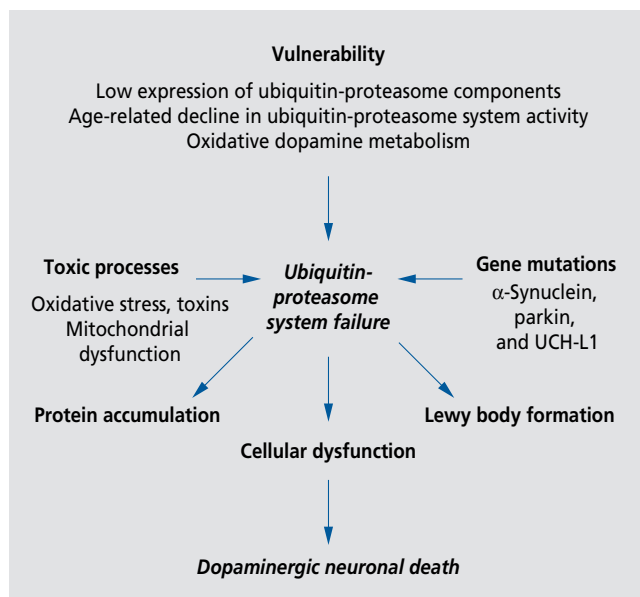 Vulnerability
Low expression of ubiquitin-proteasome components
Age-related decline in ubiquitin-proteasome system activity
Oxidative dopamine metabolism
Toxic processes
Oxidative stress, toxins
Mitochondrial
dysfunction
Ubiquitin-
proteasome
system failure
Gene mutations
α-Synuclein,
parkin,
and UCH-L1
Protein accumulation
Cellular dysfunction
Lewy body formation
Dopaminergic neuronal death